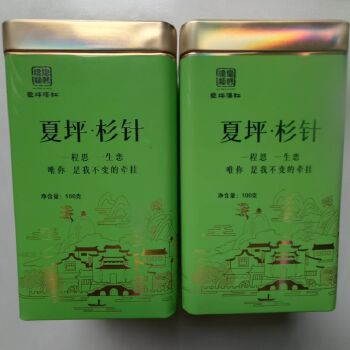 夏坪·杉针
一程恩 一生恋
唯你 是我不变的牵挂
净含量：100克
夏坪·杉针
一程恩 一生恋
唯你 是我不变的牵挂
净含量：100克